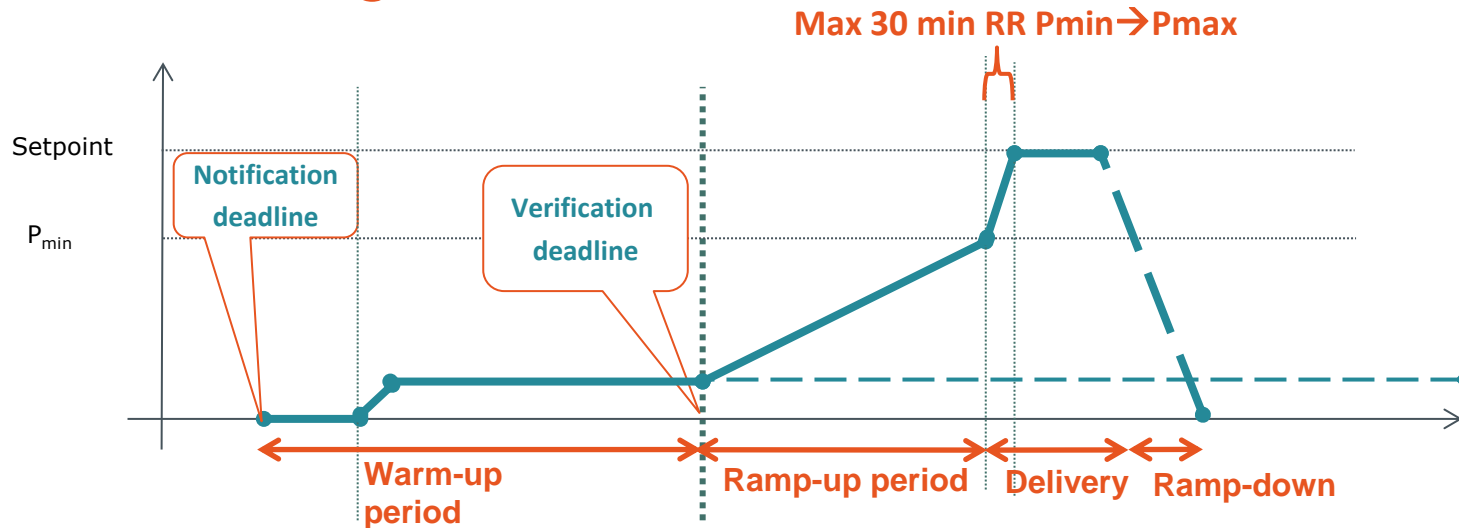 Max 30 min RR Pmin→Pmax
Setpoint
Notification
deadline
Verification
deadline
Pmin
Warm-up
period
Ramp-up period
Delivery
Ramp-down